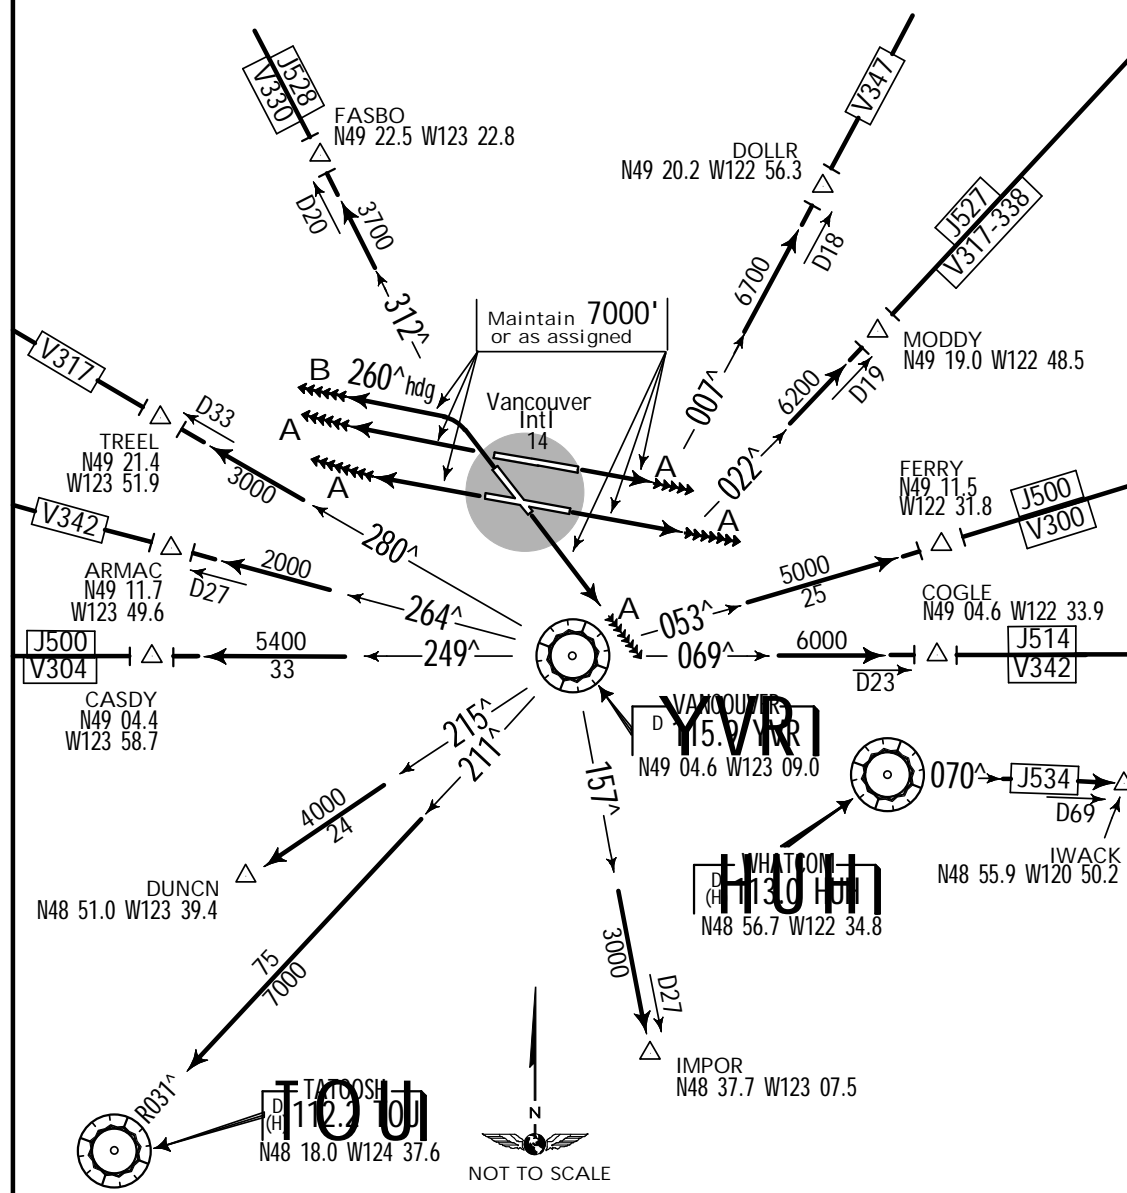 J528
V330
FASBO
N49 22.5 W123 22.8
D20
3700
312^
V347
DOLLR
N49 20.2 W122 56.3
D18
6700
007^
J527
V317-338
MODDY
N49 19.0 W122 48.5
D19
6200
022^
Maintain 7000'
or as assigned
B
260^ hdg
A
A
A
A
A
Vancouver
Intl
14
V317
D33
TREEL
N49 21.4
W123 51.9
3000
280^
V342
ARMAC
N49 11.7
W123 49.6
D27
2000
264^
J500
V304
CASDY
N49 04.4
W123 58.7
5400
33
249^
FERRY
N49 11.5
W122 31.8
J500
V300
5000
25
053^
COGLE
N49 04.6 W122 33.9
J514
V342
6000
D23
069^
VANCOUVER
D 115.9 YVR
YVR
N49 04.6 W123 09.0
215^
211^
4000
24
DUNCN
N48 51.0 W123 39.4
75
7000
R031^
157^
3000
D27
IMPOR
N48 37.7 W123 07.5
070^
J534
D69
IWACK
N48 55.9 W120 50.2
WHATCOM
D
(H) 113.0 HUH
HUH
N48 56.7 W122 34.8
TATOOSH
D
(H) 112.2 TOU
TOU
N48 18.0 W124 37.6
N
NOT TO SCALE